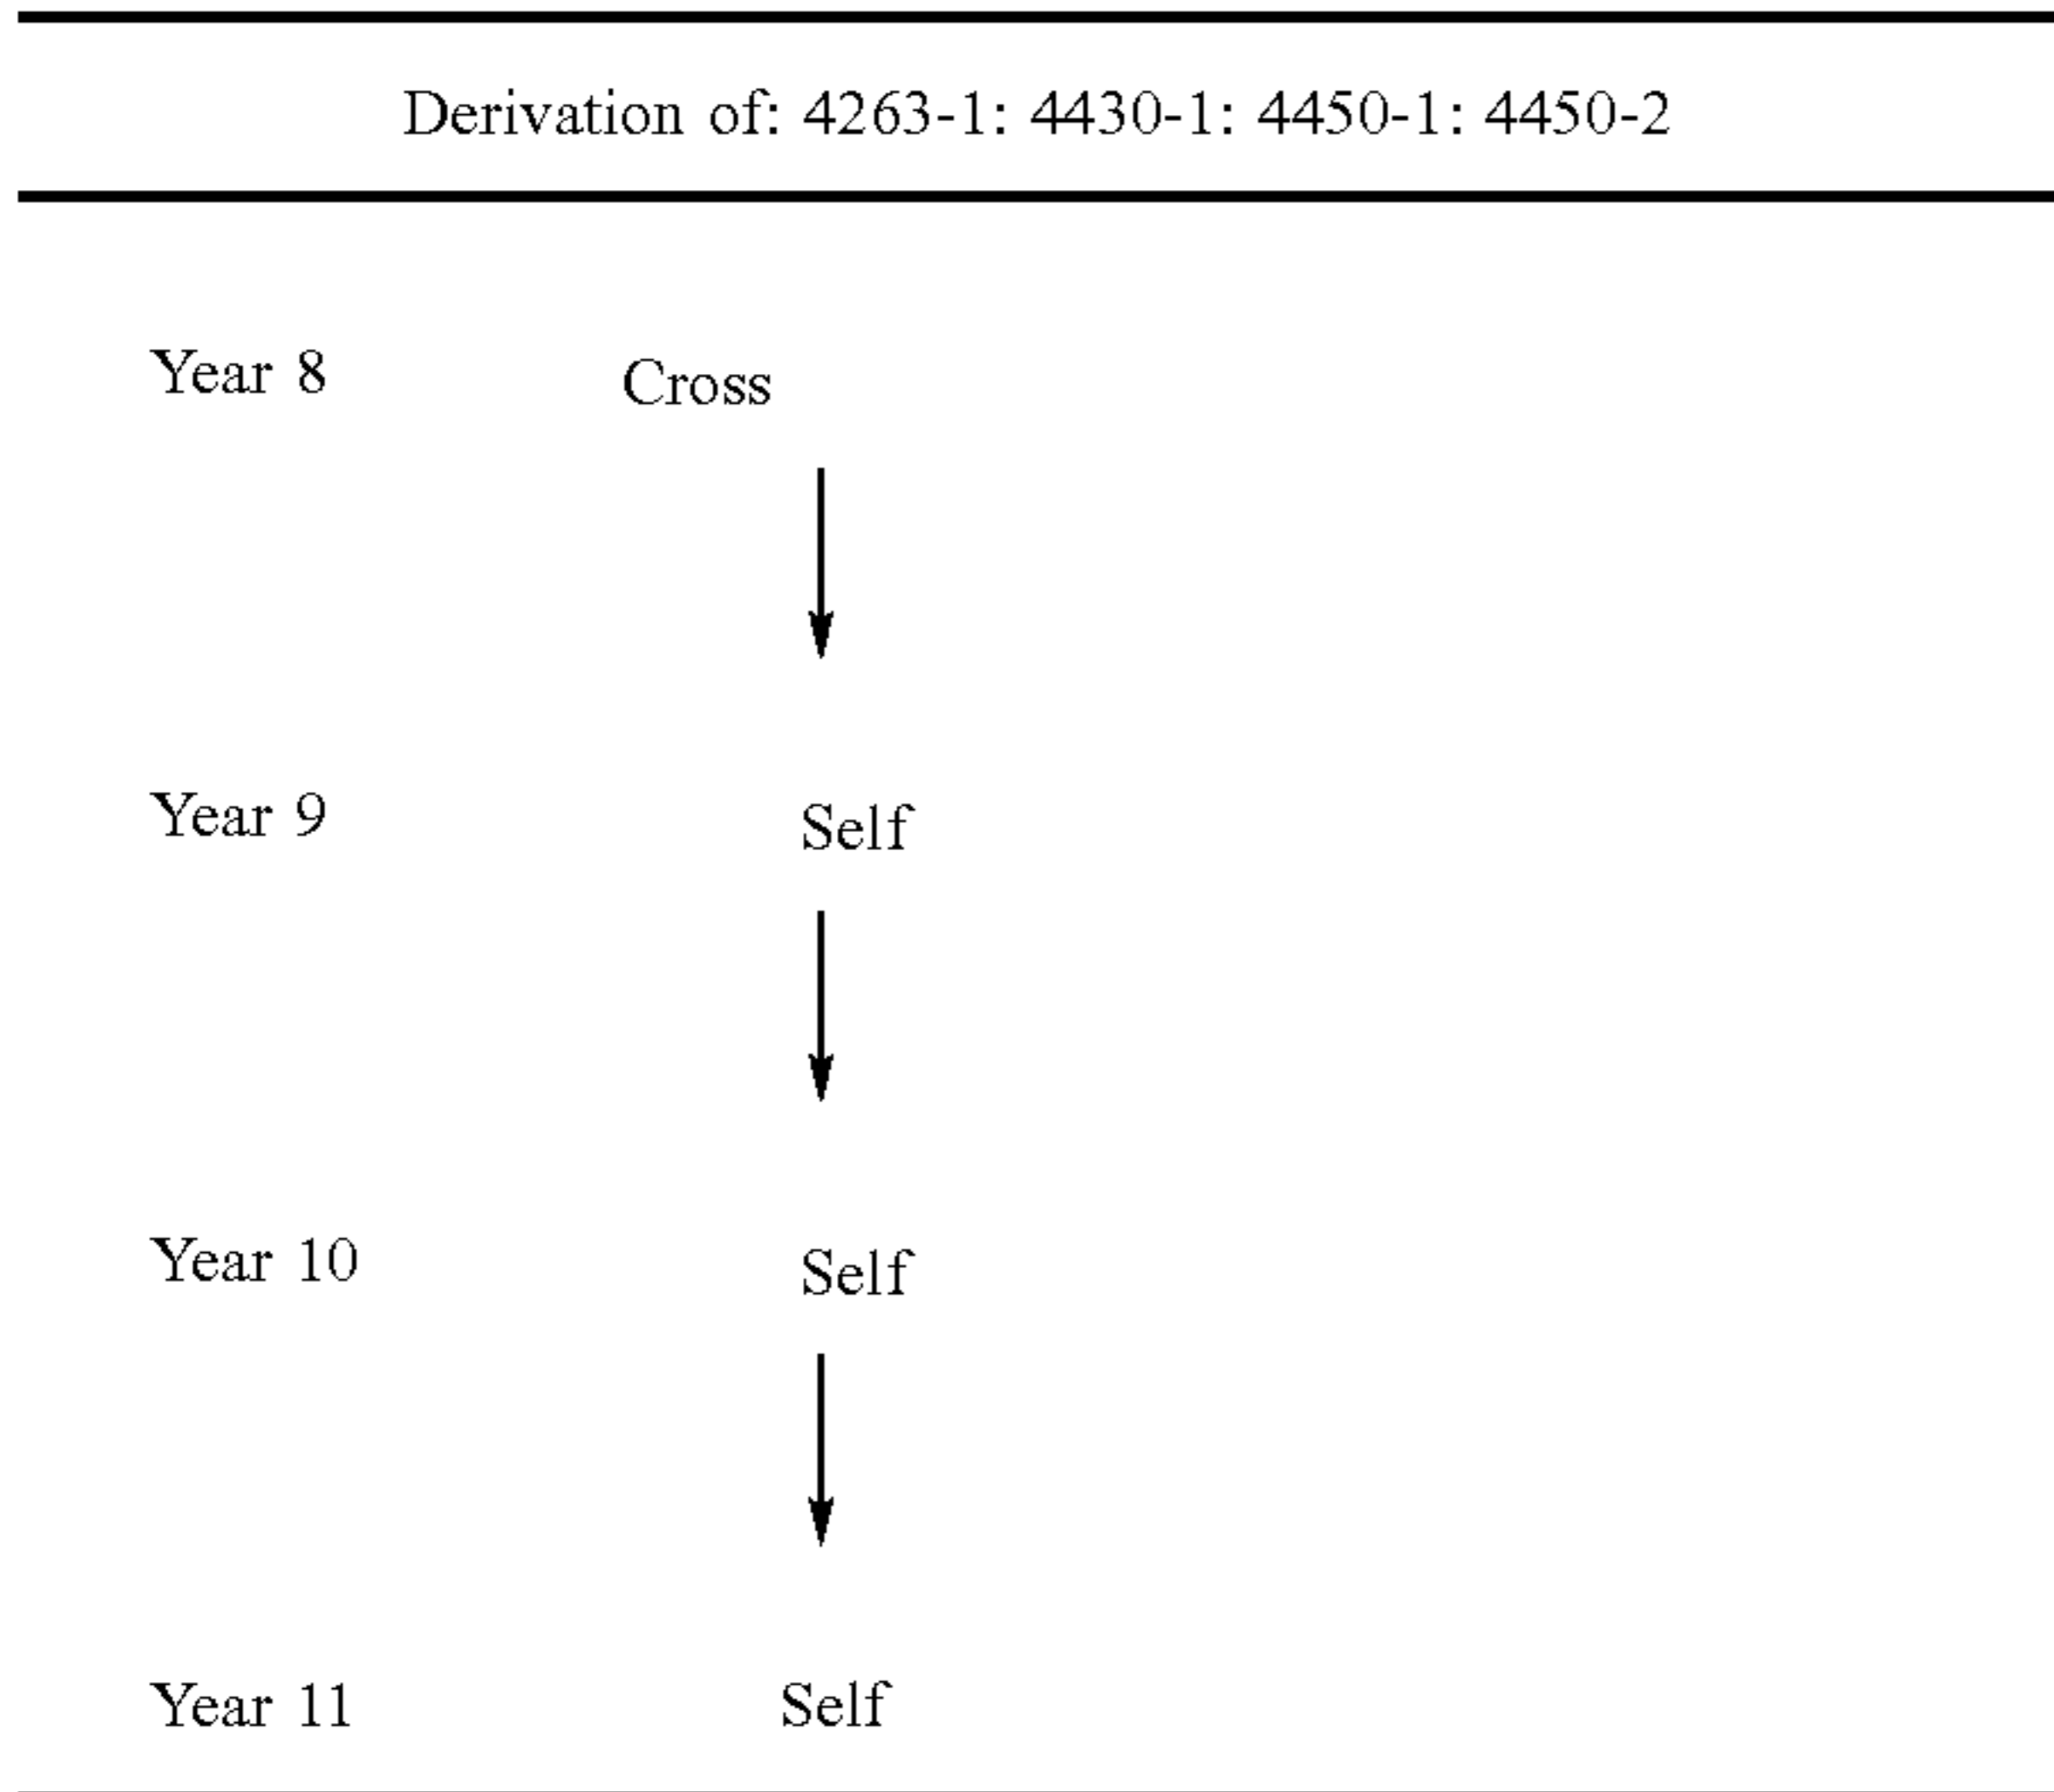 Derivation of: 4263-1: 4430-1: 4450-1: 4450-2
Year 8 Cross
Year 9 Self
Year 10 Self
Year 11 Self